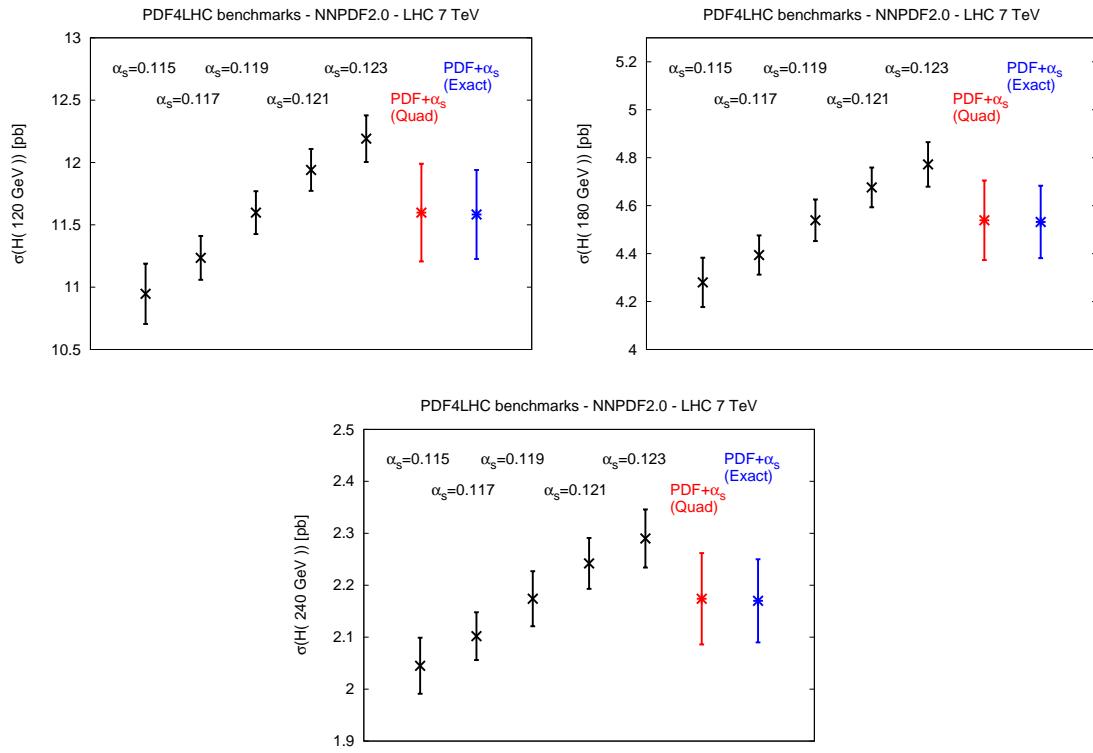 PDF4LHC benchmarks - NNPDF2.0 - LHC 7 TeV
σ(H( 120 GeV )) [pb]
13
12.5
12
11.5
11
10.5
αs=0.115 αs=0.119 αs=0.123 PDF+αs
(Exact)
αs=0.117 αs=0.121 PDF+αs
(Quad)
PDF4LHC benchmarks - NNPDF2.0 - LHC 7 TeV
σ(H( 180 GeV )) [pb]
5.2
5
4.8
4.6
4.4
4.2
4
αs=0.115 αs=0.119 αs=0.123 PDF+αs
(Exact)
αs=0.117 αs=0.121 PDF+αs
(Quad)
PDF4LHC benchmarks - NNPDF2.0 - LHC 7 TeV
σ(H( 240 GeV )) [pb]
2.5
2.4
2.3
2.2
2.1
2
1.9
αs=0.115 αs=0.119 αs=0.123 PDF+αs
(Exact)
αs=0.117 αs=0.121 PDF+αs
(Quad)